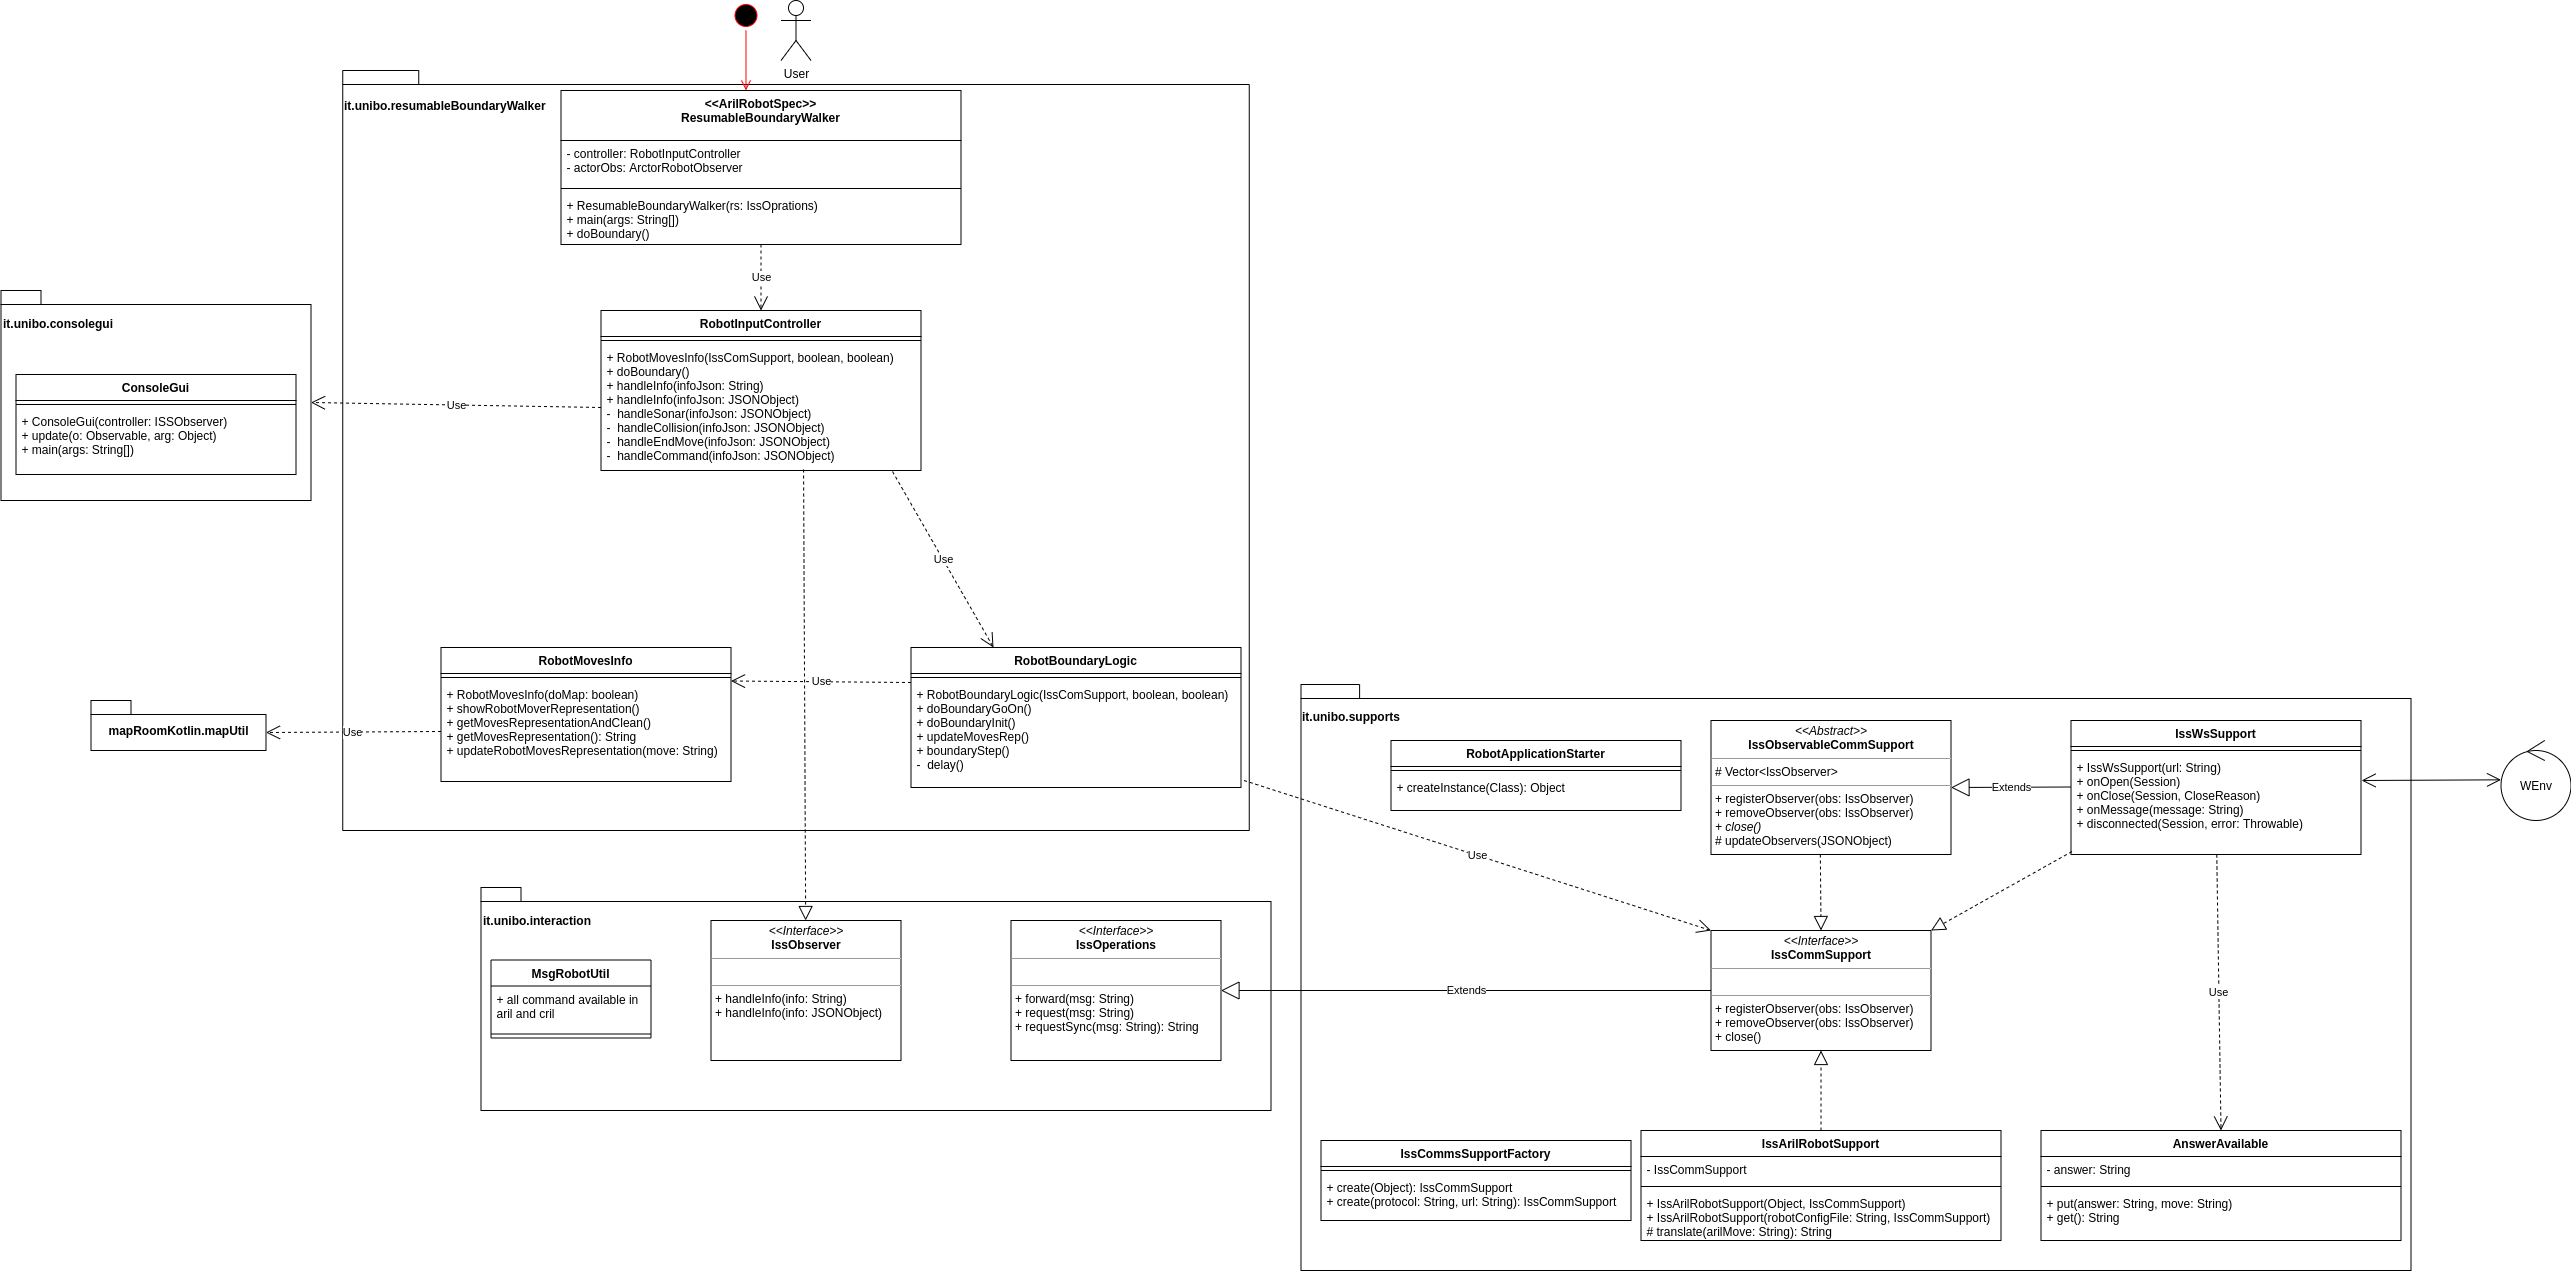 User
it.unibo.resumableBoundaryWalker
<<ArilRobotSpec>>
ResumableBoundaryWalker
- controller: RobotInputController
- actorObs: ArctorRobotObserver
+ ResumableBoundaryWalker(rs: IssOprations)
+ main(args: String[])
+ doBoundary()
Use
it.unibo.consolegui
ConsoleGui
+ ConsoleGui(controller: ISSObserver)
+ update(o: Observable, arg: Object)
+ main(args: String[])
Use
RobotInputController
+ RobotMovesInfo(IssComSupport, boolean, boolean)
+ doBoundary()
+ handleInfo(infoJson: String)
+ handleInfo(infoJson: JSONObject)
-  handleSonar(infoJson: JSONObject)
-  handleCollision(infoJson: JSONObject)
-  handleEndMove(infoJson: JSONObject)
-  handleCommand(infoJson: JSONObject)
Use
mapRoomKotlin.mapUtil
Use
RobotMovesInfo
+ RobotMovesInfo(doMap: boolean)
+ showRobotMoverRepresentation()
+ getMovesRepresentationAndClean()
+ getMovesRepresentation(): String
+ updateRobotMovesRepresentation(move: String)
Use
RobotBoundaryLogic
+ RobotBoundaryLogic(IssComSupport, boolean, boolean)
+ doBoundaryGoOn()
+ doBoundaryInit()
+ updateMovesRep()
+ boundaryStep()
-  delay()
Use
it.unibo.supports
RobotApplicationStarter
+ createInstance(Class): Object
<<Abstract>>
IssObservableCommSupport
# Vector<IssObserver>
+ registerObserver(obs: IssObserver)
+ removeObserver(obs: IssObserver)
+ close()
# updateObservers(JSONObject)
Extends
IssWsSupport
+ IssWsSupport(url: String)
+ onOpen(Session)
+ onClose(Session, CloseReason)
+ onMessage(message: String)
+ disconnected(Session, error: Throwable)
WEnv
it.unibo.interaction
MsgRobotUtil
+ all command available in
aril and cril
<<Interface>>
IssObserver
+ handleInfo(info: String)
+ handleInfo(info: JSONObject)
<<Interface>>
IssOperations
+ forward(msg: String)
+ request(msg: String)
+ requestSync(msg: String): String
Extends
<<Interface>>
IssCommSupport
+ registerObserver(obs: IssObserver)
+ removeObserver(obs: IssObserver)
+ close()
Use
IssCommsSupportFactory
+ create(Object): IssCommSupport
+ create(protocol: String, url: String): IssCommSupport
IssArilRobotSupport
- IssCommSupport
+ IssArilRobotSupport(Object, IssCommSupport)
+ IssArilRobotSupport(robotConfigFile: String, IssCommSupport)
# translate(arilMove: String): String
AnswerAvailable
- answer: String
+ put(answer: String, move: String)
+ get(): String